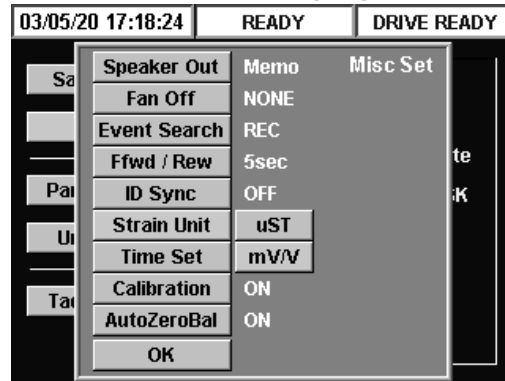 03/05/20 17:18:24 READY DRIVE READY
Misc Set
Speaker Out Memo
Fan Off NONE
Event Search REC
Ffwd / Rew 5sec
ID Sync OFF
Strain Unit uST
Time Set mV/V
Calibration ON
AutoZeroBal ON
OK